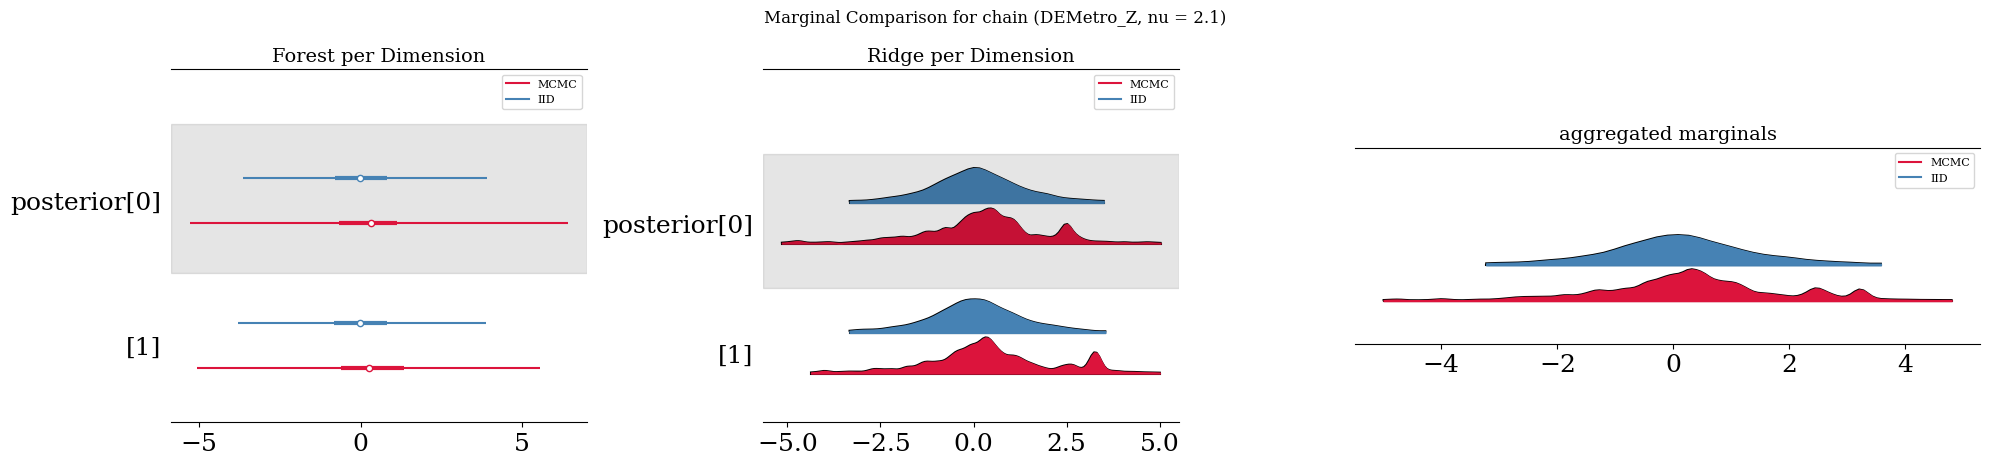 Marginal Comparison for chain (DEMetro_Z, nu = 2.1)
Forest per Dimension
MCMC
IID
posterior[0]
[1]
−5 0 5
Ridge per Dimension
MCMC
IID
posterior[0]
[1]
−5.0 −2.5 0.0 2.5 5.0
aggregated marginals
MCMC
IID
−4 −2 0 2 4